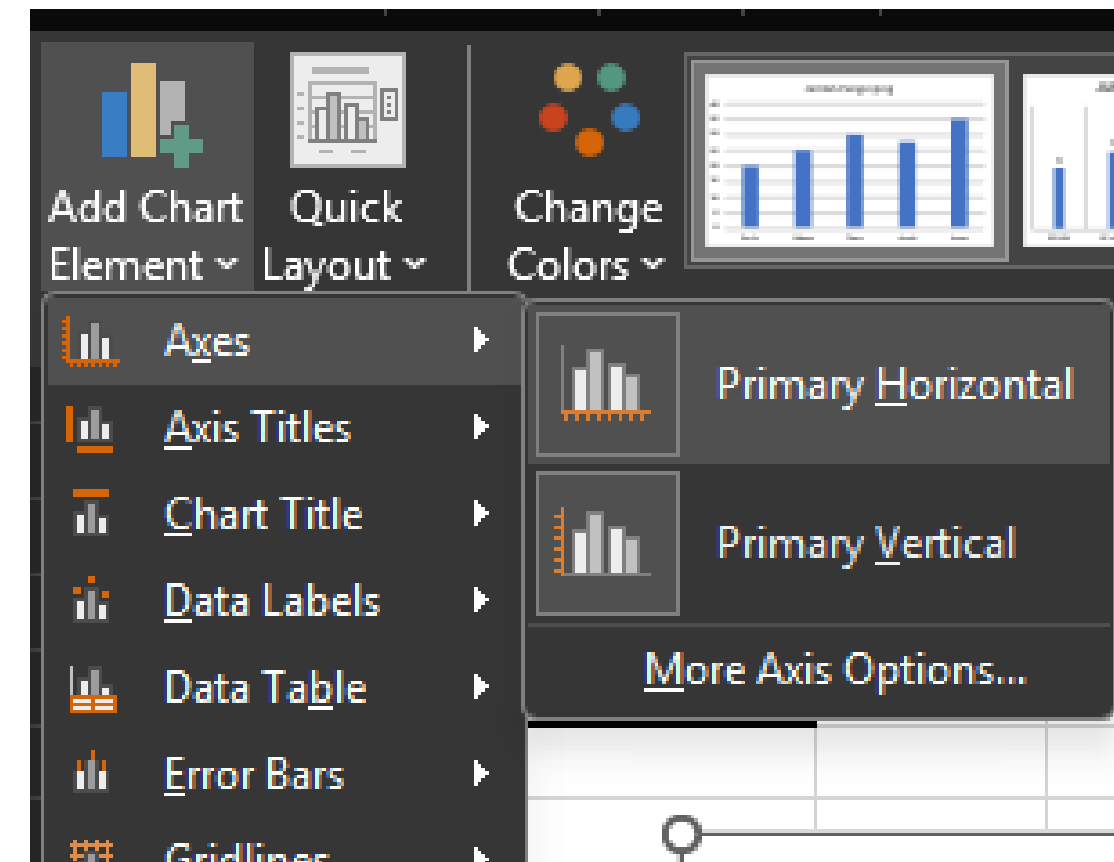 Add Chart
Element
Quick
Layout
Change
Colors
Axes
Axis Titles
Chart Title
Data Labels
Data Table
Error Bars
Gridlines
Primary Horizontal
Primary Vertical
More Axis Options...